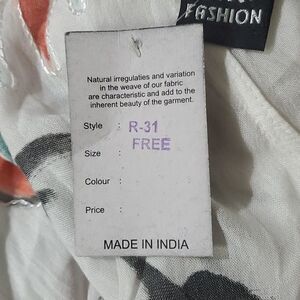 FASHION
Natural irregulaties and variation
in the weave of our fabric
are characteristic and add to the
inherent beauty of the garment.
Style : R-31
Size : FREE
Colour :
Price :
MADE IN INDIA